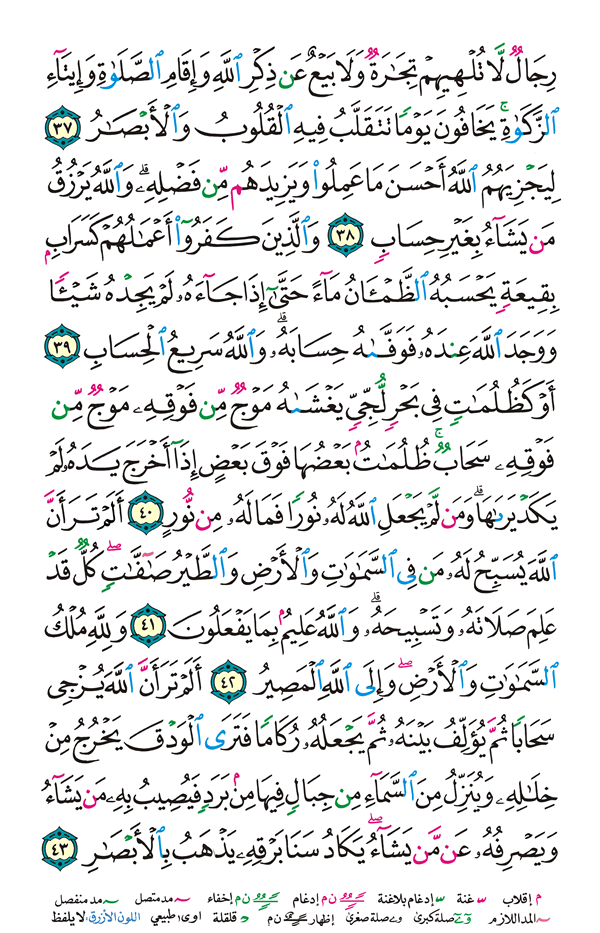 رِجَالٌ لَّا تُلْهِيهِمْ تِجَٰرَةٌ وَلَا بَيْعٌ عَن ذِكْرِ ٱللَّهِ وَإِقَامِ ٱلصَّلَوٰةِ وَإِيتَآءِ
ٱلزَّكَوٰةِ ۚ يَخَافُونَ يَوْمًا تَتَقَلَّبُ فِيهِ ٱلْقُلُوبُ وَٱلْأَبْصَٰرُ ٣٧
لِيَجْزِيَهُمُ ٱللَّهُ أَحْسَنَ مَا عَمِلُوا۟ وَيَزِيدَهُم مِّن فَضْلِهِۦ ۗ وَٱللَّهُ يَرْزُقُ
مَن يَشَآءُ بِغَيْرِ حِسَابٍ ٣٨ وَٱلَّذِينَ كَفَرُوٓا۟ أَعْمَٰلُهُمْ كَسَرَابٍۭ
بِقِيعَةٍ يَحْسَبُهُ ٱلظَّمْـَٔانُ مَآءً حَتَّىٰٓ إِذَا جَآءَهُۥ لَمْ يَجِدْهُ شَيْـًٔا
وَوَجَدَ ٱللَّهَ عِندَهُۥ فَوَفَّىٰهُ حِسَابَهُۥ ۗ وَٱللَّهُ سَرِيعُ ٱلْحِسَابِ ٣٩
أَوْ كَظُلُمَٰتٍ فِى بَحْرٍ لُّجِّىٍّ يَغْشَىٰهُ مَوْجٌ مِّن فَوْقِهِۦ مَوْجٌ مِّن
فَوْقِهِۦ سَحَابٌ ۚ ظُلُمَٰتٌۢ بَعْضُهَا فَوْقَ بَعْضٍ إِذَآ أَخْرَجَ يَدَهُۥ لَمْ
يَكَدْ يَرَىٰهَا ۗ وَمَن لَّمْ يَجْعَلِ ٱللَّهُ لَهُۥ نُورًا فَمَا لَهُۥ مِن نُّورٍ ٤٠ أَلَمْ تَرَ أَنَّ
ٱللَّهَ يُسَبِّحُ لَهُۥ مَن فِى ٱلسَّمَٰوَٰتِ وَٱلْأَرْضِ وَٱلطَّيْرُ صَٰٓفَّٰتٍ ۖ كُلٌّ قَدْ
عَلِمَ صَلَاتَهُۥ وَتَسْبِيحَهُۥ ۗ وَٱللَّهُ عَلِيمٌۢ بِمَا يَفْعَلُونَ ٤١ وَلِلَّهِ مُلْكُ
ٱلسَّمَٰوَٰتِ وَٱلْأَرْضِ ۖ وَإِلَى ٱللَّهِ ٱلْمَصِيرُ ٤٢ أَلَمْ تَرَ أَنَّ ٱللَّهَ يُزْجِى
سَحَابًا ثُمَّ يُؤَلِّفُ بَيْنَهُۥ ثُمَّ يَجْعَلُهُۥ رُكَامًا فَتَرَى ٱلْوَدْقَ يَخْرُجُ مِنْ
خِلَٰلِهِۦ وَيُنَزِّلُ مِنَ ٱلسَّمَآءِ مِن جِبَالٍ فِيهَا مِنۢ بَرَدٍ فَيُصِيبُ بِهِۦ مَن يَشَآءُ
وَيَصْرِفُهُۥ عَن مَّن يَشَآءُ ۖ يَكَادُ سَنَا بَرْقِهِۦ يَذْهَبُ بِٱلْأَبْصَٰرِ ٤٣
م إقلاب غنة إدغام بلاغنة ن م إدغام ن م إخفاء مد متصل مد منفصل
المد اللازم صلة كبرى صلة صغرى إظهار ن م قلقلة اوى طبيعي اللون الأزرق: لا يلفظ